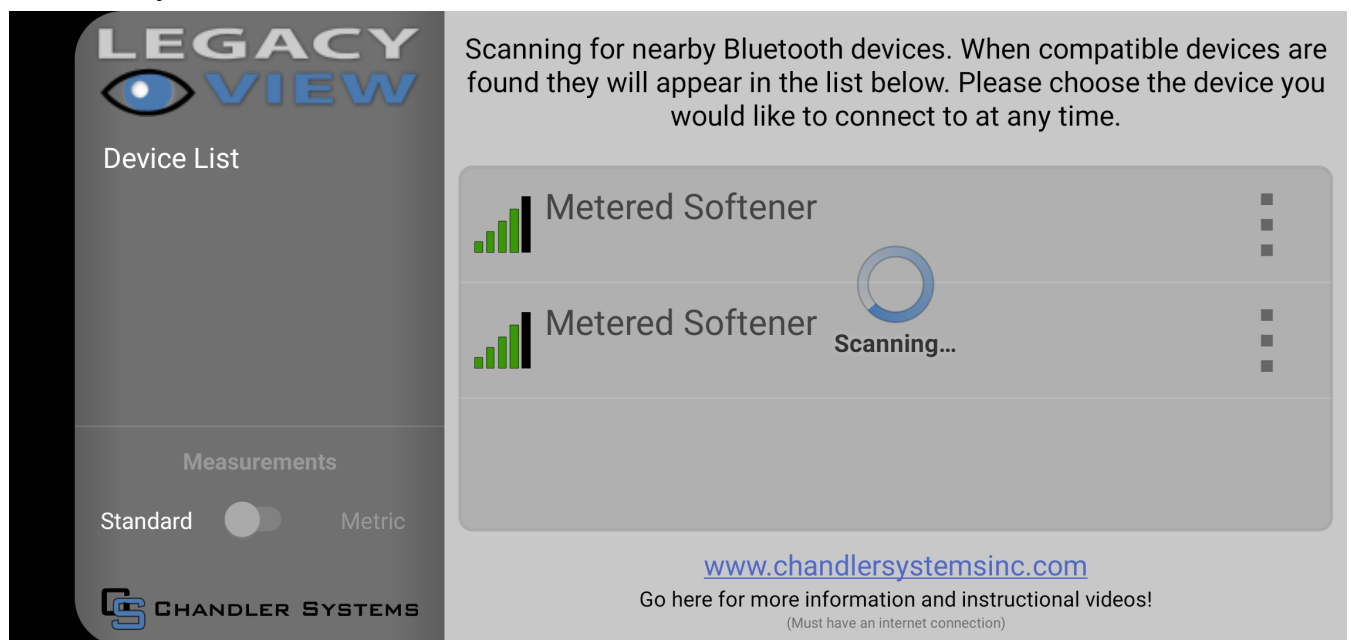 LEGACY
VIEW
Device List
Measurements
Standard
Metric
CHANDLER SYSTEMS
Scanning for nearby Bluetooth devices. When compatible devices are
found they will appear in the list below. Please choose the device you
would like to connect to at any time.
Metered Softener
Metered Softener
Scanning...
www.chandlersystemsinc.com
Go here for more information and instructional videos!
(Must have an internet connection)